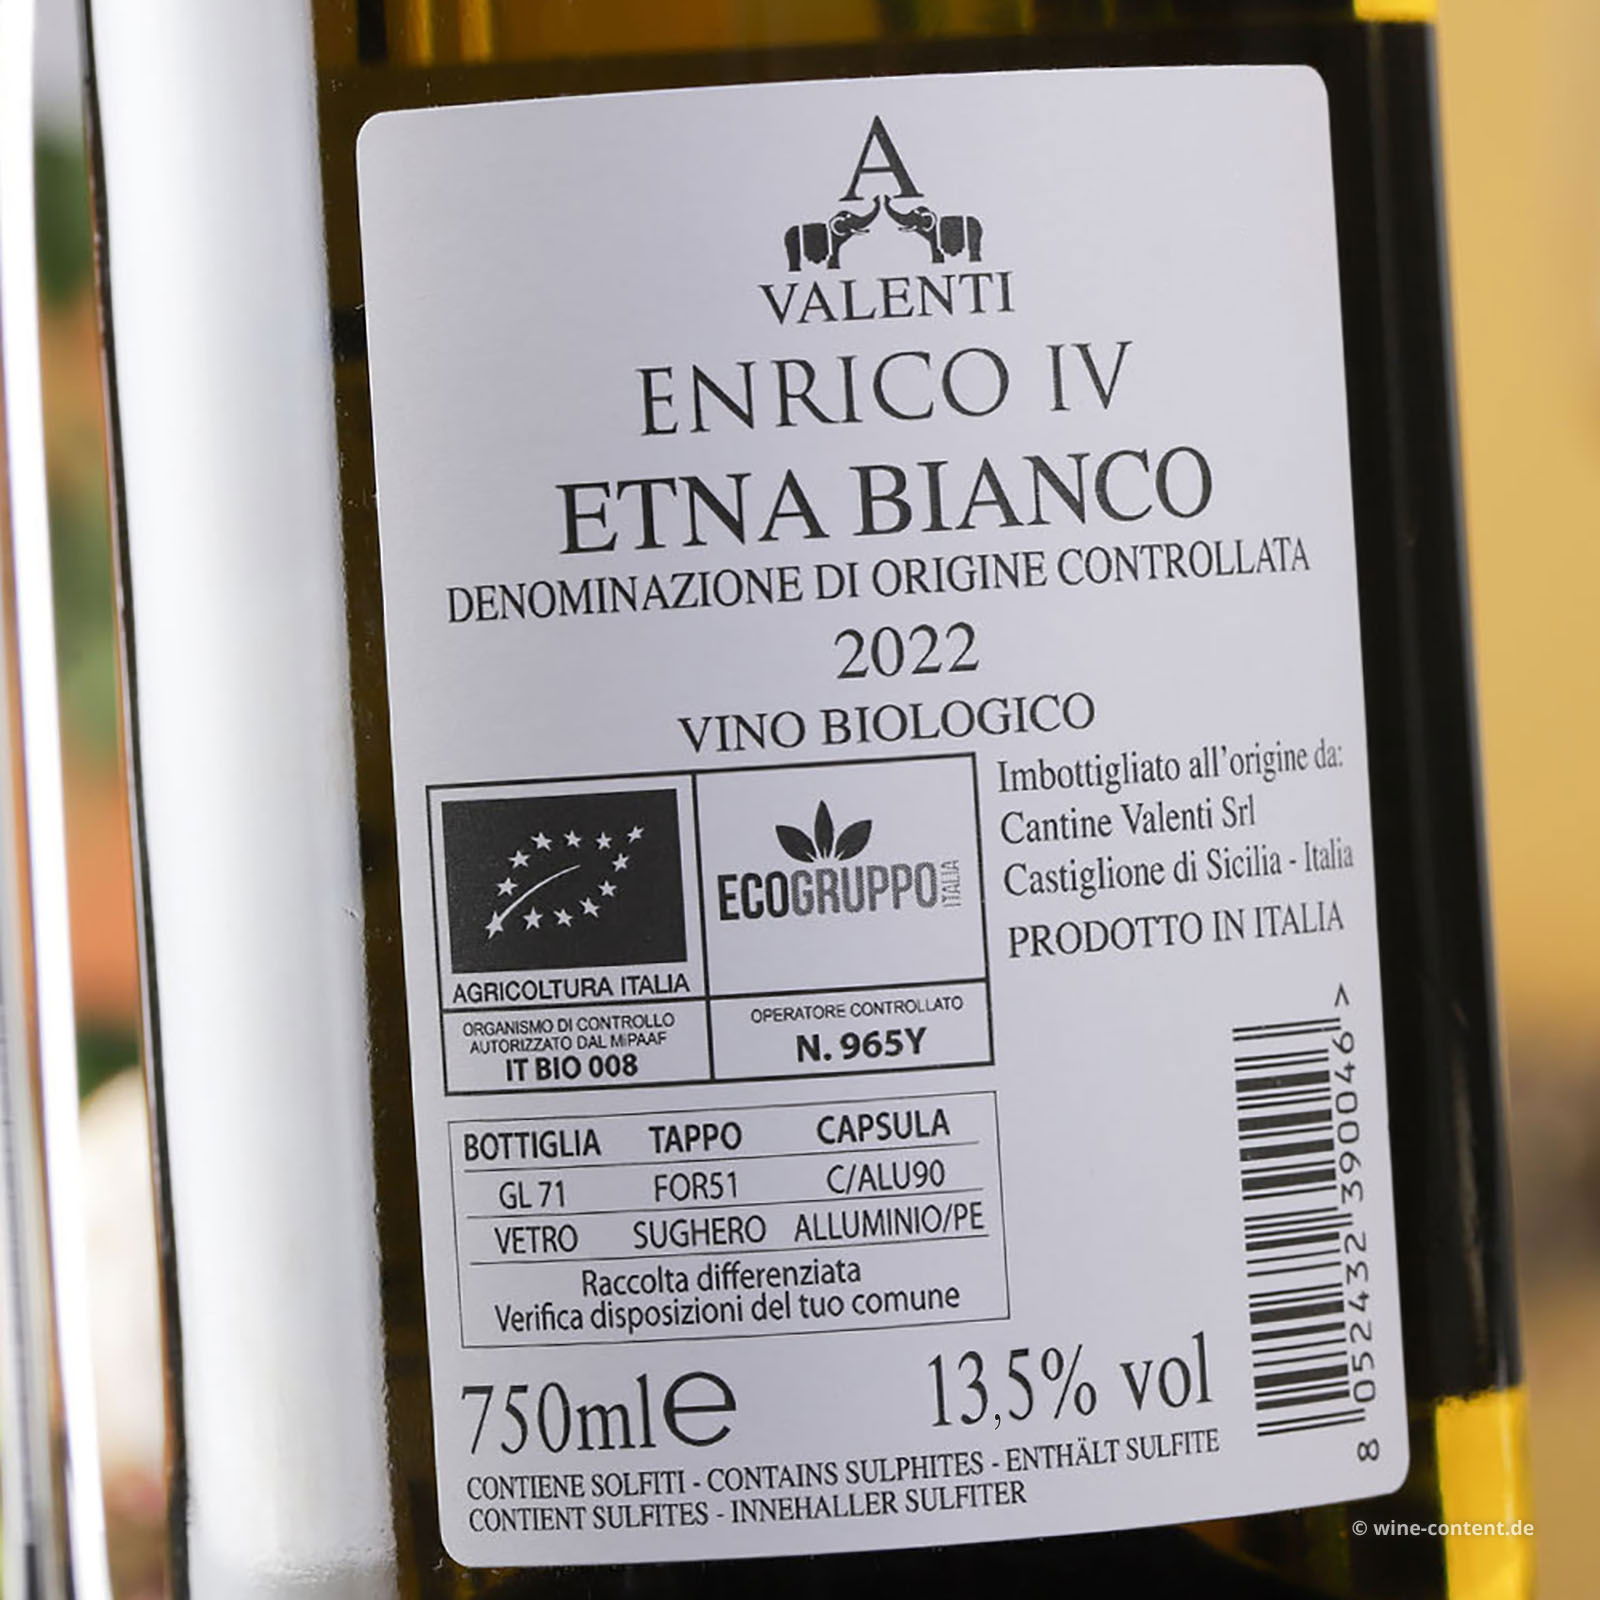 A
VALENTI
ENRICO IV
ETNA BIANCO
DENOMINAZIONE DI ORIGINE CONTROLLATA
2022
VINO BIOLOGICO
Imbottigliato all'origine da:
Cantine Valenti Srl
Castiglione di Sicilia - Italia
PRODOTTO IN ITALIA
ECOGRUPPO ITALIA
AGRICOLTURA ITALIA
ORGANISMO DI CONTROLLO
AUTORIZZATO DAL MiPAAF
IT BIO 008
OPERATORE CONTROLLATO
N. 965Y
BOTTIGLIA TAPPO CAPSULA
GL 71 FOR51 C/ALU90
VETRO SUGHERO ALLUMINIO/PE
Raccolta differenziata
Verifica disposizioni del tuo comune
8 052432 390046 >
750ml e 13,5% vol
CONTIENE SOLFITI - CONTAINS SULPHITES - ENTHÄLT SULFITE
CONTIENT SULFITES - INNEHALLER SULFITER
© wine-content.de